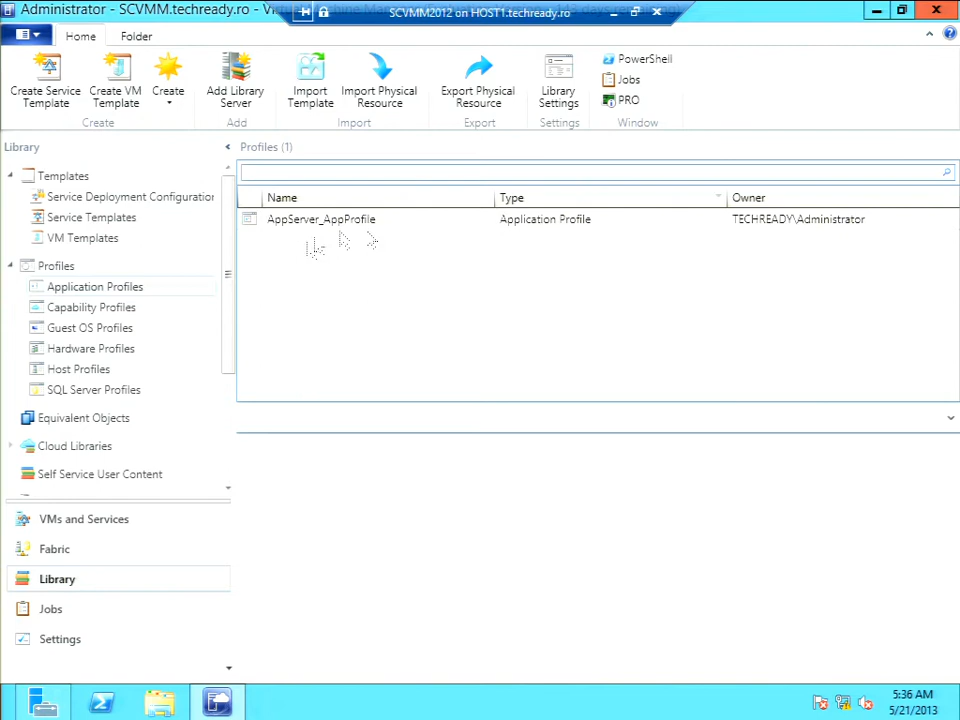 Administrator - SCVMM.techready.ro -
SCVMM2012 on HOST1.techready.ro
Home
Folder
Create Service Template
Create VM Template
Create
Add Library Server
Import Template
Import Physical Resource
Export Physical Resource
Library Settings
PowerShell
Jobs
PRO
Create
Add
Import
Export
Settings
Window
Library
Profiles (1)
Templates
Service Deployment Configuration
Service Templates
VM Templates
Profiles
Application Profiles
Capability Profiles
Guest OS Profiles
Hardware Profiles
Host Profiles
SQL Server Profiles
Equivalent Objects
Cloud Libraries
Self Service User Content
Name Type Owner
AppServer_AppProfile Application Profile TECHREADY\Administrator
VMs and Services
Fabric
Library
Jobs
Settings
5:36 AM
5/21/2013